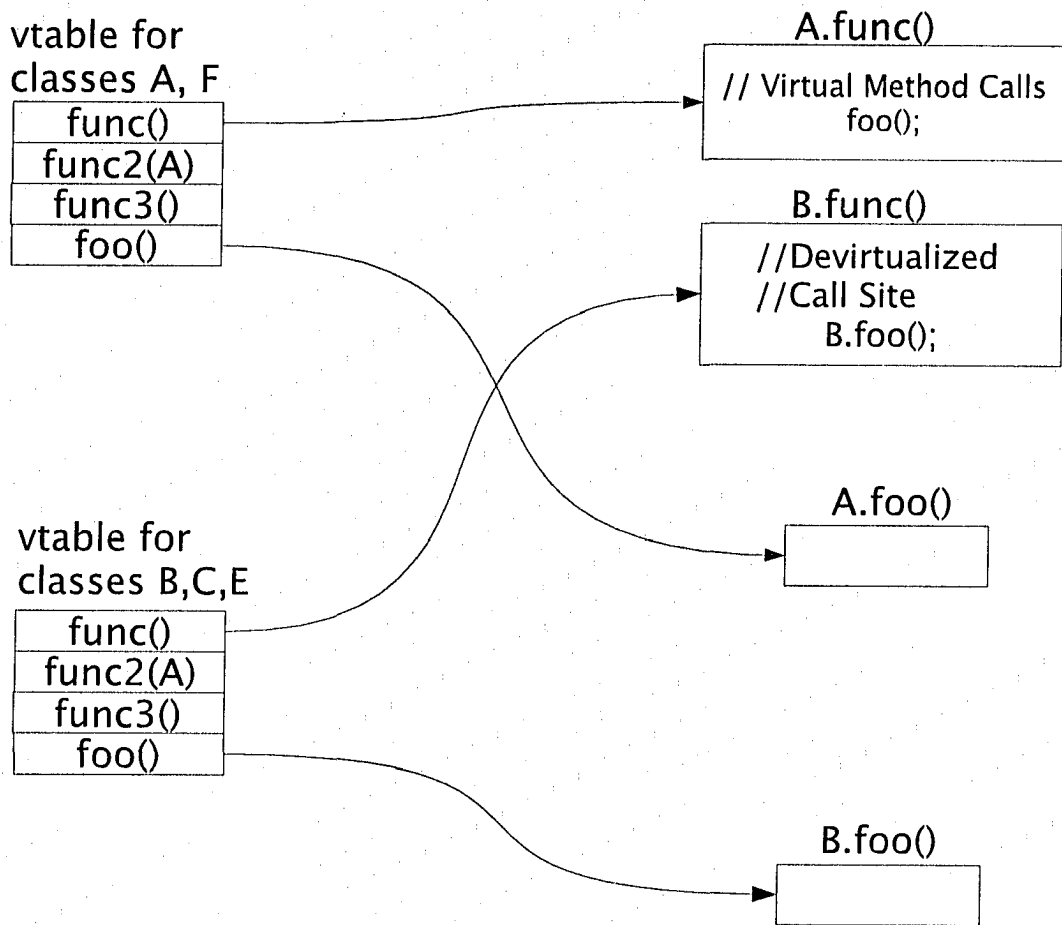 vtable for
classes A, F
func()
func2(A)
func3()
foo()
A.func()
// Virtual Method Calls
foo();
B.func()
//Devirtualized
//Call Site
B.foo();
A.foo()
vtable for
classes B,C,E
func()
func2(A)
func3()
foo()
B.foo()